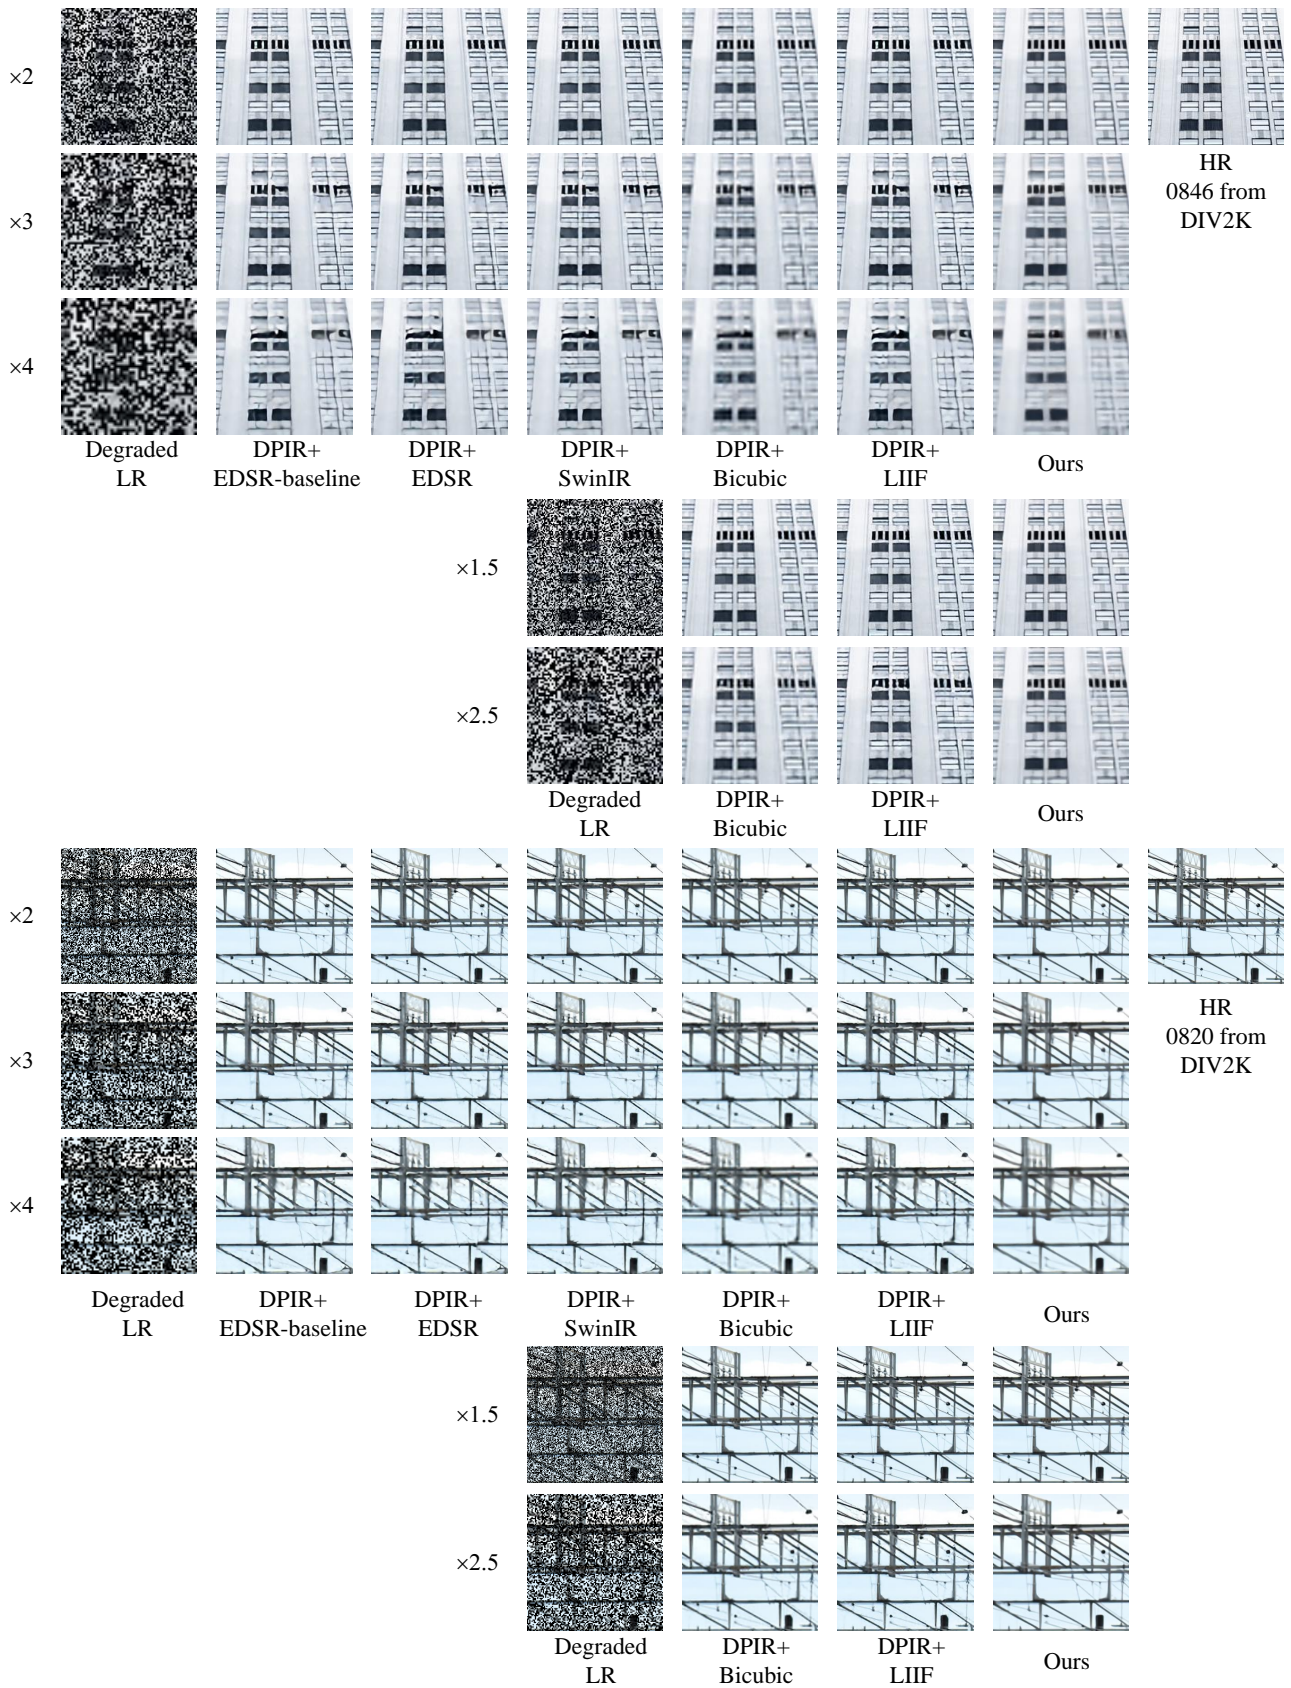 ×2
HR
0846 from
DIV2K
×3
×4
Degraded
LR
DPIR+
EDSR-baseline
DPIR+
EDSR
DPIR+
SwinIR
DPIR+
Bicubic
DPIR+
LIIF
Ours
×1.5
×2.5
Degraded
LR
DPIR+
Bicubic
DPIR+
LIIF
Ours
×2
HR
0820 from
DIV2K
×3
×4
Degraded
LR
DPIR+
EDSR-baseline
DPIR+
EDSR
DPIR+
SwinIR
DPIR+
Bicubic
DPIR+
LIIF
Ours
×1.5
×2.5
Degraded
LR
DPIR+
Bicubic
DPIR+
LIIF
Ours